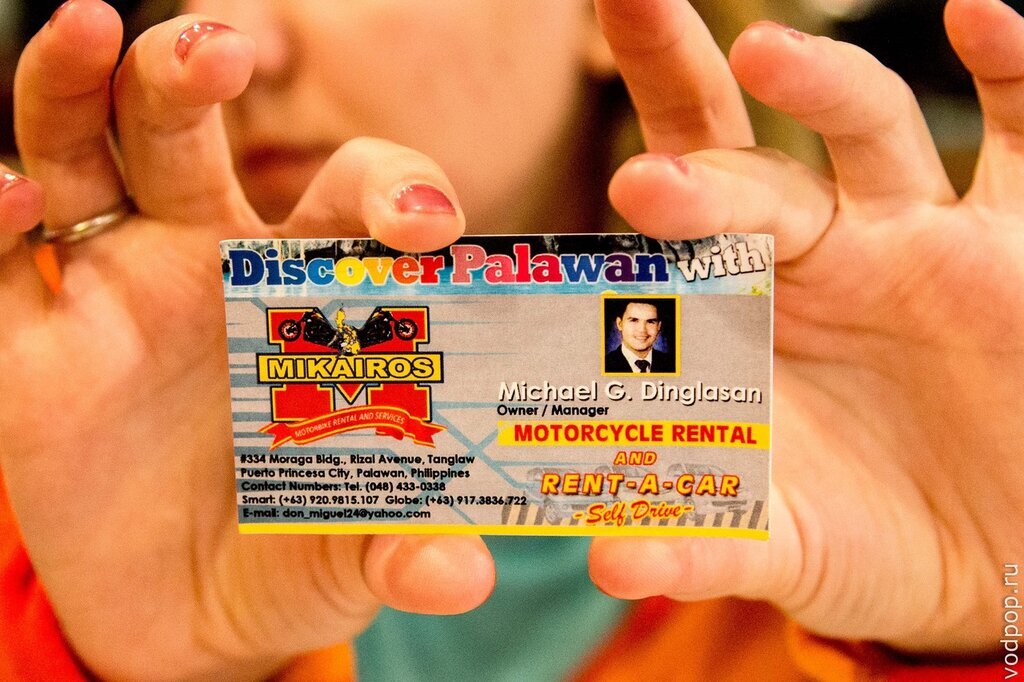 Discover Palawan with
MIKAIROS
MOTORBIKE RENTAL AND SERVICES
#334 Moraga Bldg., Rizal Avenue, Tanglaw
Puerto Princesa City, Palawan, Philippines
Contact Numbers: Tel. (048) 433-0338
Smart: (+63) 920.9815.107 Globe: (+63) 917.3836.722
E-mail: don_miguel24@yahoo.com
Michael G. Dinglasan
Owner / Manager
MOTORCYCLE RENTAL
AND
RENT-A-CAR
-Self Drive-
vodpop.ru